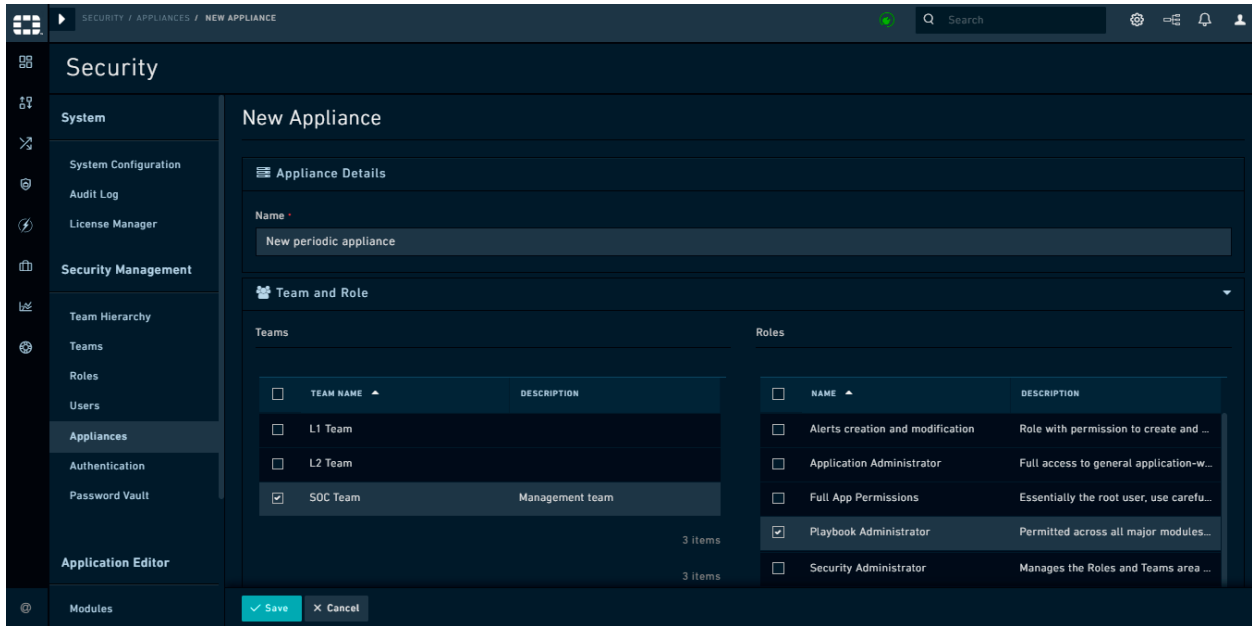 SECURITY / APPLIANCES / NEW APPLIANCE
Search
Security
System
System Configuration
Audit Log
License Manager
Security Management
Team Hierarchy
Teams
Roles
Users
Appliances
Authentication
Password Vault
Application Editor
Modules
@
New Appliance
Appliance Details
Name •
New periodic appliance
Team and Role
Teams
TEAM NAME DESCRIPTION
L1 Team
L2 Team
SOC Team Management team
3 items
3 items
Roles
NAME DESCRIPTION
Alerts creation and modification Role with permission to create and ...
Application Administrator Full access to general application-w...
Full App Permissions Essentially the root user, use carefu...
Playbook Administrator Permitted across all major modules...
Security Administrator Manages the Roles and Teams area ...
Save Cancel